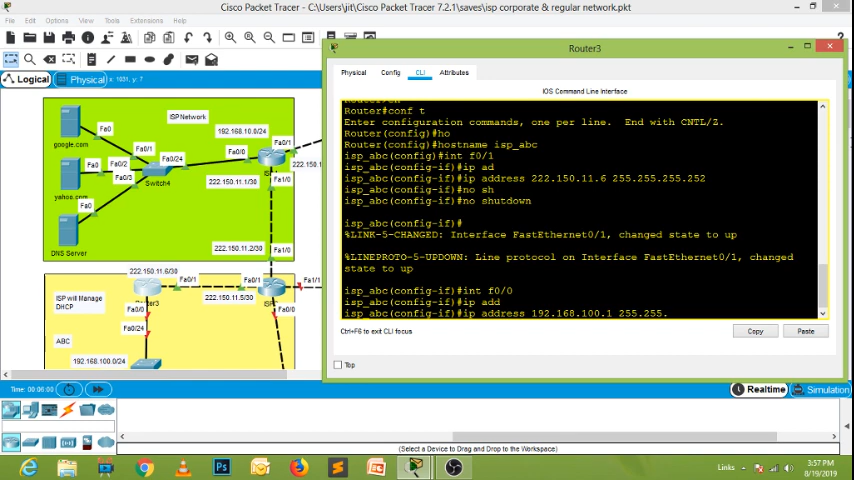 Cisco Packet Tracer - C:\Users\jit\Cisco Packet Tracer 7.2.1\saves\isp corporate & regular network.pkt
File Edit Options View Tools Extensions Help
Logical
Physical
x: 1031, y: ?
ISP Network
192.168.10.0/24
Fa0
google.com
Fa0/1
Fa0
Fa0/2
Fa0/24
Fa0/0
Fa0/1
yahoo.com
Fa0/3
Switch4
Fa0
222.150.11.1/30
Fa1/0
DNS Server
222.150.11.2/30
Fa1/0
222.150.11.6/30
Fa0/1
Fa0/1
Fa1/1
ISP will Manage
DHCP
222.150.11.5/30
Fa0/0
Fa0/0
Fa0/24
ABC
192.168.100.0/24
Router3
Physical
Config
CLI
Attributes
IOS Command Line Interface
Router#conf t
Enter configuration commands, one per line.  End with CNTL/Z.
Router(config)#ho
Router(config)#hostname isp_abc
isp_abc(config)#int f0/1
isp_abc(config-if)#ip ad
isp_abc(config-if)#ip address 222.150.11.6 255.255.255.252
isp_abc(config-if)#no sh
isp_abc(config-if)#no shutdown
isp_abc(config-if)#
%LINK-5-CHANGED: Interface FastEthernet0/1, changed state to up
%LINEPROTO-5-UPDOWN: Line protocol on Interface FastEthernet0/1, changed
state to up
isp_abc(config-if)#int f0/0
isp_abc(config-if)#ip add
isp_abc(config-if)#ip address 192.168.100.1 255.255.
Ctrl+F6 to exit CLI focus
Copy
Paste
Top
Time: 00:06:00
Realtime
Simulation
(Select a Device to Drag and Drop to the Workspace)
Links
3:57 PM
8/19/2019